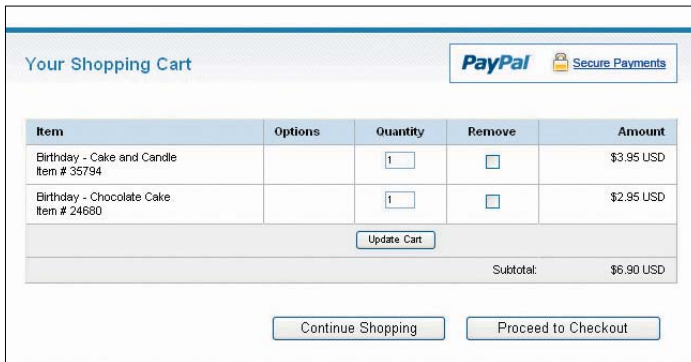 Your Shopping Cart
PayPal Secure Payments
Item Options Quantity Remove Amount
Birthday - Cake and Candle
Item # 35794
1 $3.95 USD
Birthday - Chocolate Cake
Item # 24680
1 $2.95 USD
Update Cart
Subtotal: $6.90 USD
Continue Shopping Proceed to Checkout